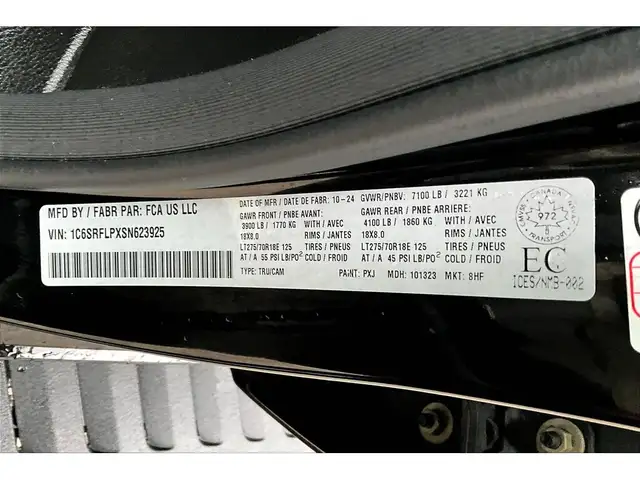 MFD BY / FABR PAR: FCA US LLC
VIN: 1C6SRFLPXSN623925
DATE OF MFR / DATE DE FABR: 10-24 GVWR/PNBV: 7100 LB / 3221 KG
GAWR FRONT / PNBE AVANT: GAWR REAR / PNBE ARRIERE:
3900 LB / 1770 KG WITH / AVEC 4100 LB / 1860 KG WITH / AVEC
18X8.0 RIMS / JANTES 18X8.0 RIMS / JANTES
LT275/70R18E 125 TIRES / PNEUS LT275/70R18E 125 TIRES / PNEUS
AT / A 55 PSI LB/PO² COLD / FROID AT / A 45 PSI LB/PO² COLD / FROID
TYPE: TRU/CAM PAINT: PXJ MDH: 101323 MKT: 8HF
CMVSS
CANADA
972
6
TRANSPORT
EC
ICES/NMB-002